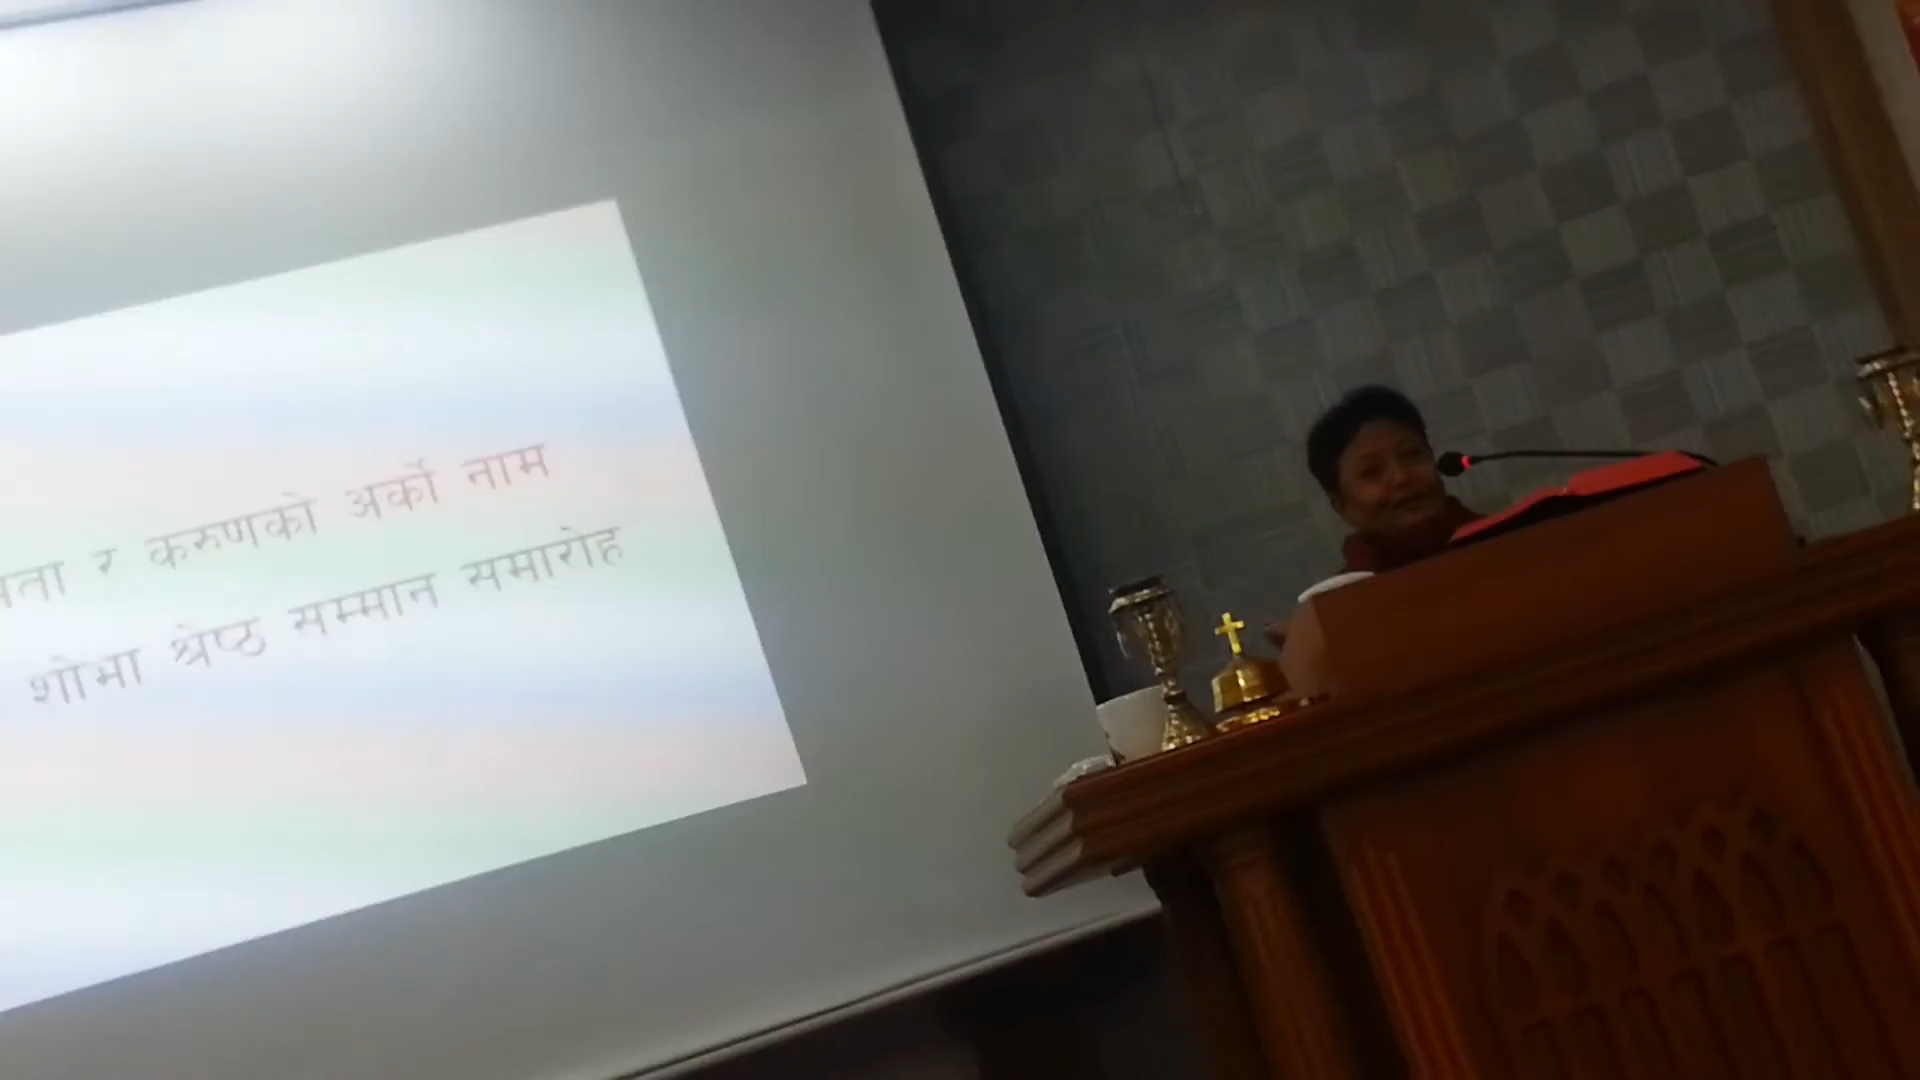 र करुणको अर्को नाम
शोभा श्रेष्ठ सम्मान समारोह